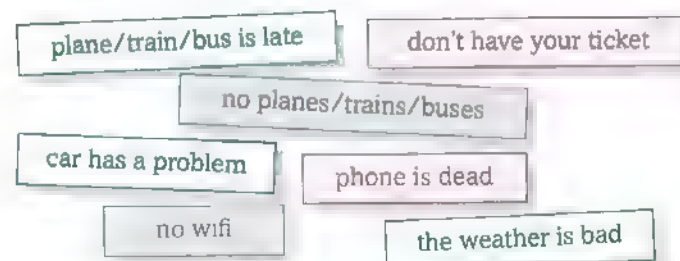 plane/train/bus is late
don't have your ticket
no planes/trains/buses
car has a problem
phone is dead
no wifi
the weather is bad